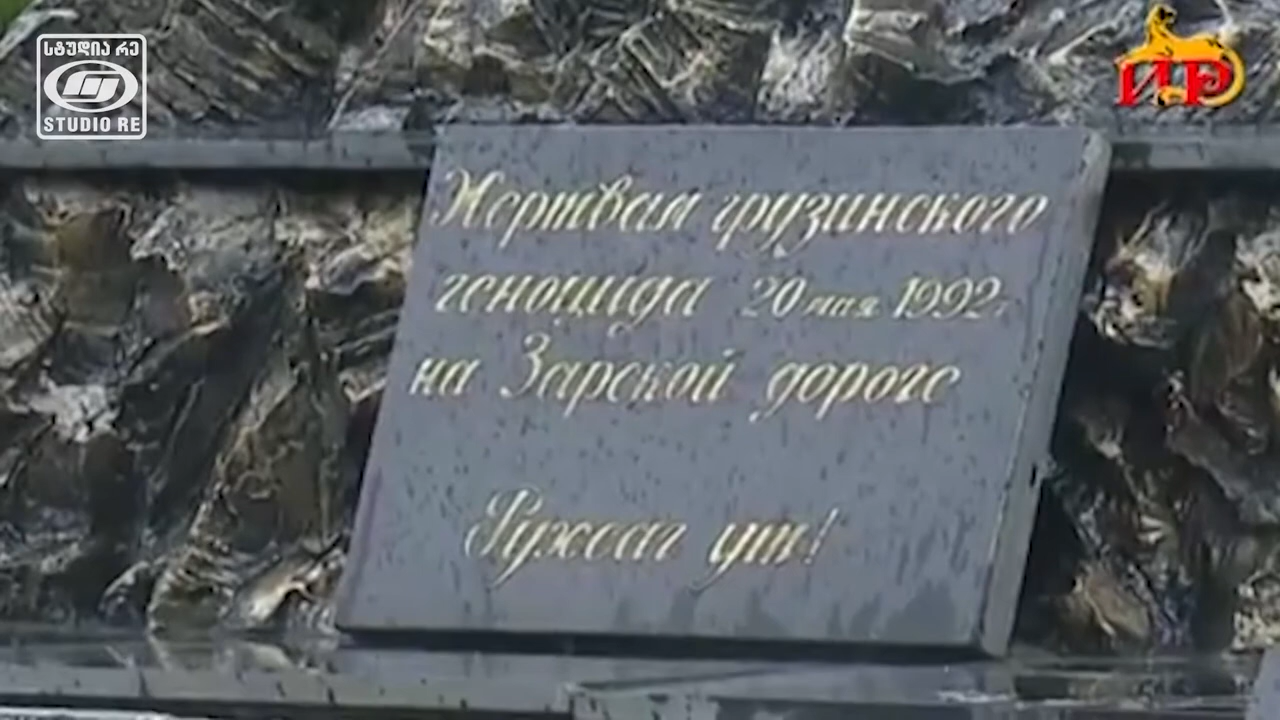 სტუდია რე
STUDIO RE
ИР
Жертвам грузинского
геноцида 20 мая 1992г
на Зарской дороге
Рухсаг ут!